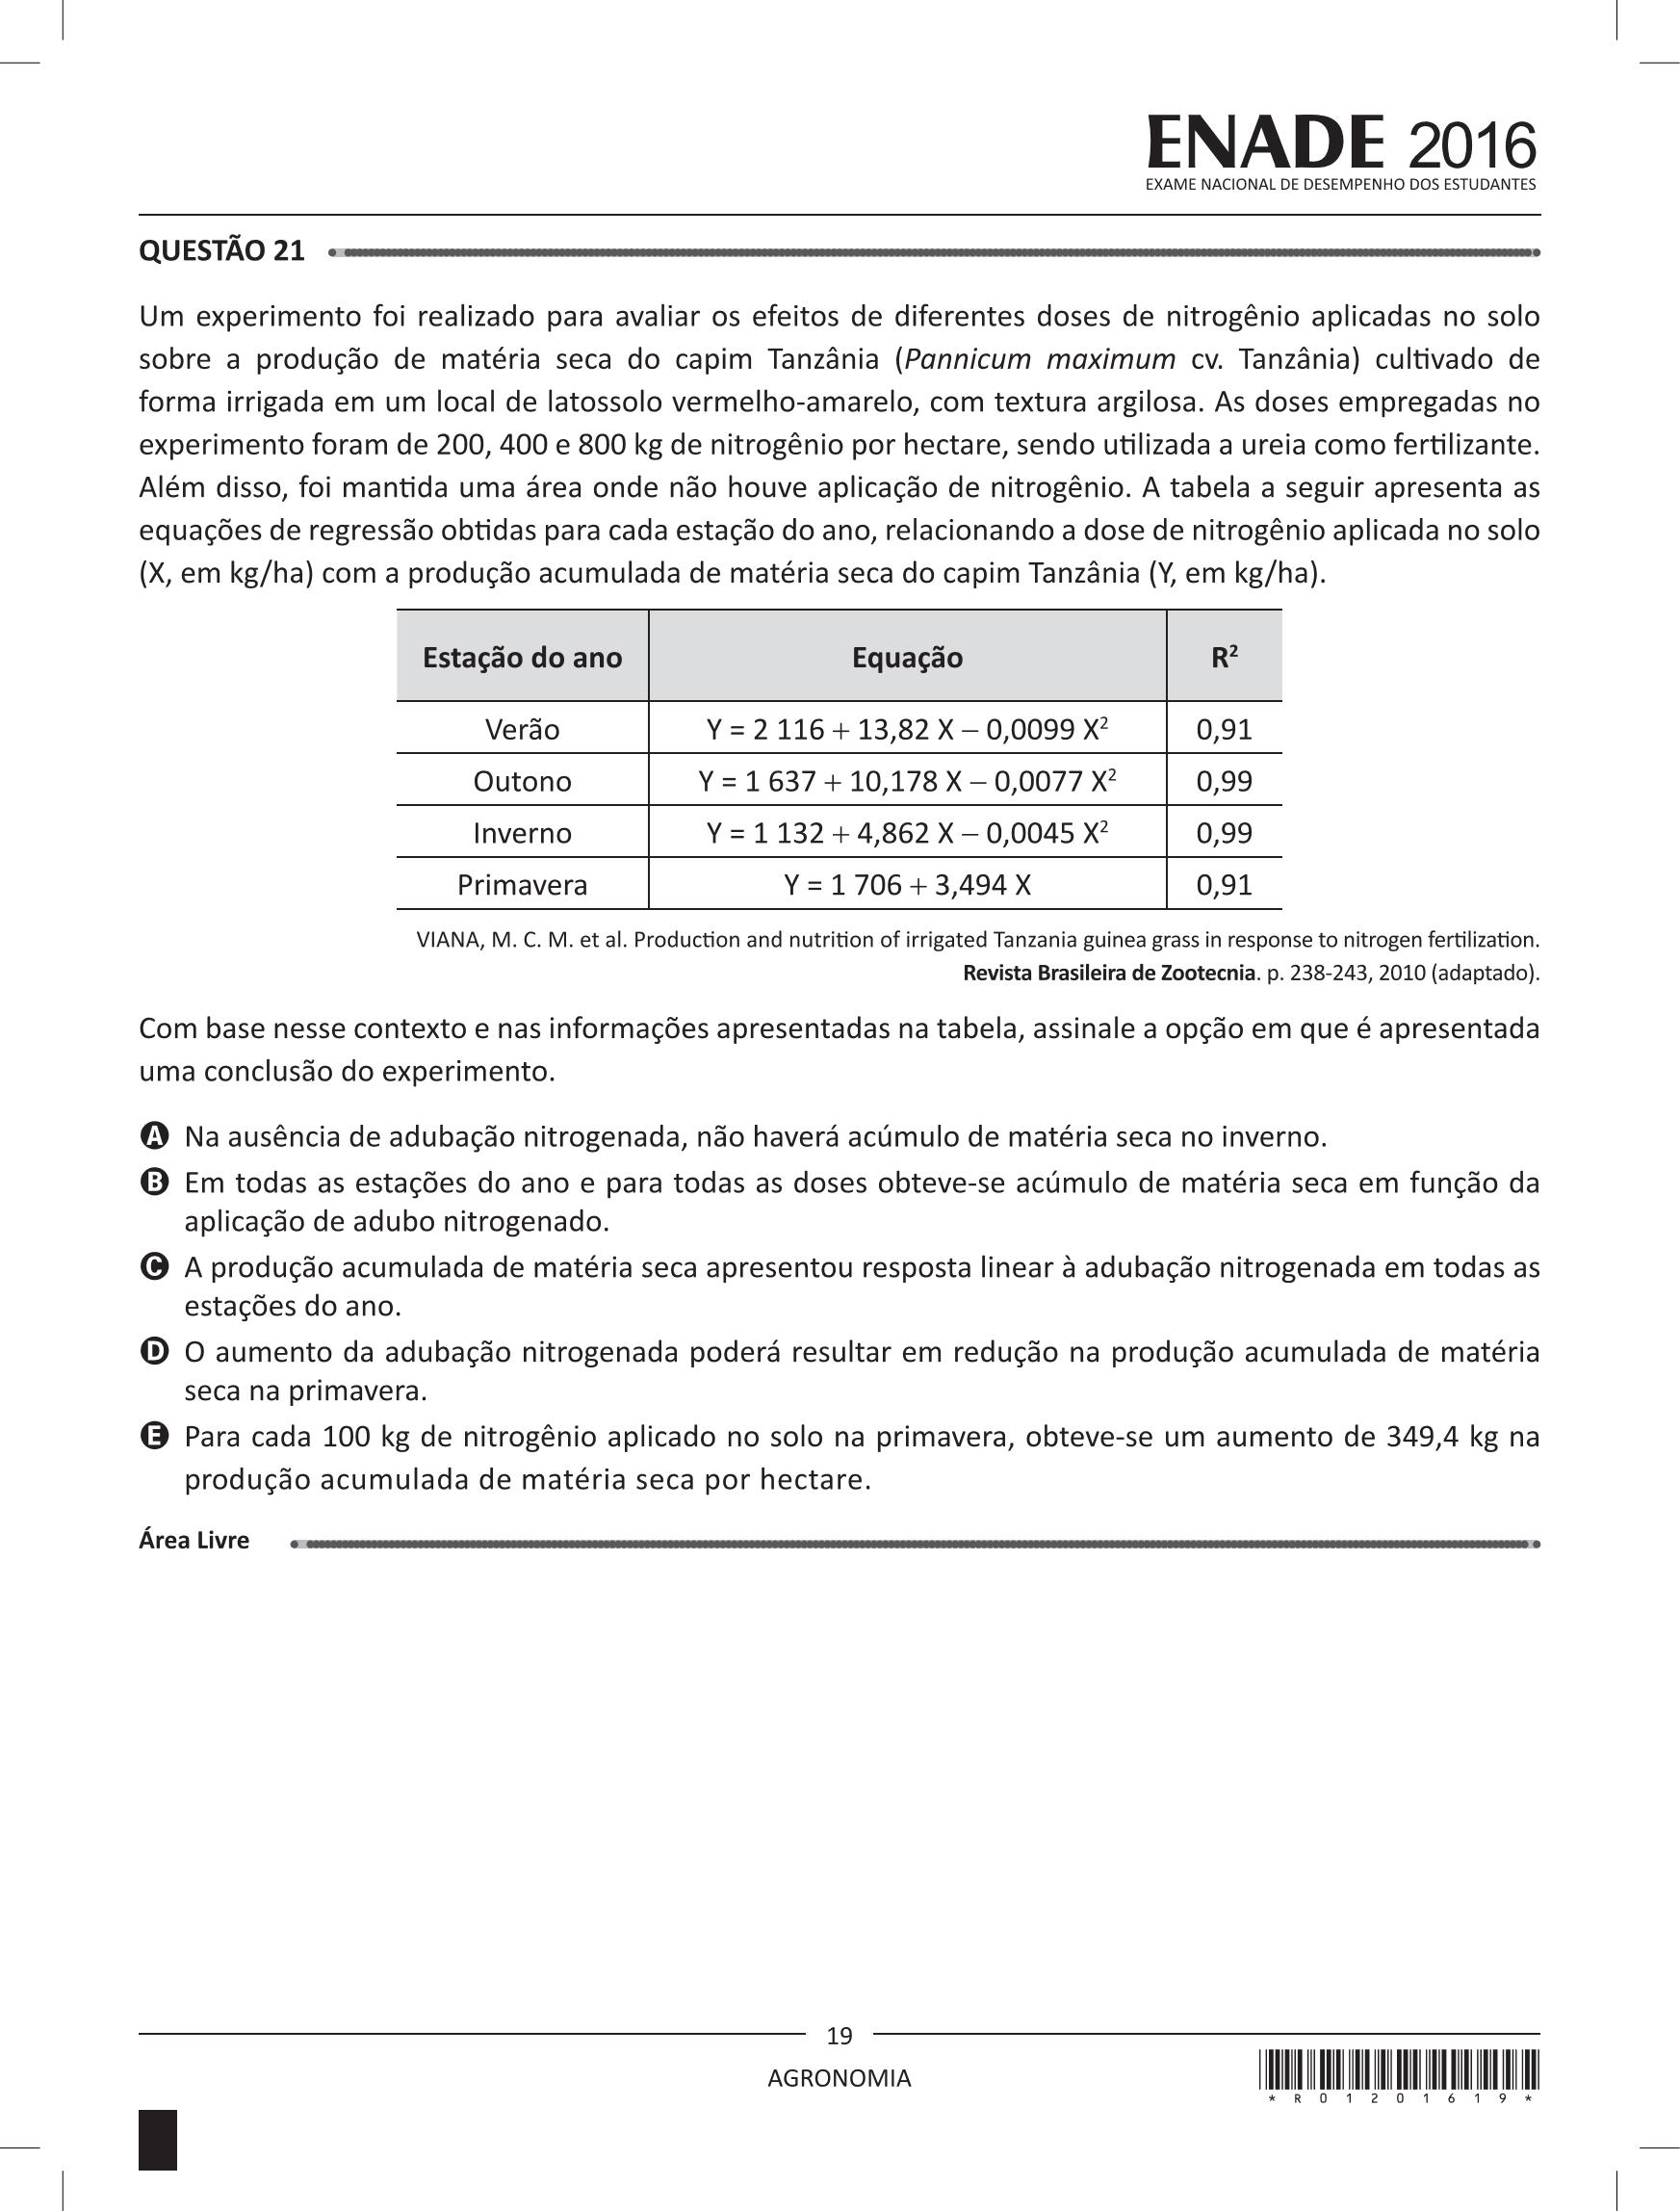 ENADE 2016
EXAME NACIONAL DE DESEMPENHO DOS ESTUDANTES
QUESTÃO 21
Um experimento foi realizado para avaliar os efeitos de diferentes doses de nitrogênio aplicadas no solo
sobre a produção de matéria seca do capim Tanzânia (Pannicum maximum cv. Tanzânia) cultivado de
forma irrigada em um local de latossolo vermelho-amarelo, com textura argilosa. As doses empregadas no
experimento foram de 200, 400 e 800 kg de nitrogênio por hectare, sendo utilizada a ureia como fertilizante.
Além disso, foi mantida uma área onde não houve aplicação de nitrogênio. A tabela a seguir apresenta as
equações de regressão obtidas para cada estação do ano, relacionando a dose de nitrogênio aplicada no solo
(X, em kg/ha) com a produção acumulada de matéria seca do capim Tanzânia (Y, em kg/ha).
Estação do ano Equação R²
Verão Y = 2 116 + 13,82 X – 0,0099 X² 0,91
Outono Y = 1 637 + 10,178 X – 0,0077 X² 0,99
Inverno Y = 1 132 + 4,862 X – 0,0045 X² 0,99
Primavera Y = 1 706 + 3,494 X 0,91
VIANA, M. C. M. et al. Production and nutrition of irrigated Tanzania guinea grass in response to nitrogen fertilization.
Revista Brasileira de Zootecnia. p. 238-243, 2010 (adaptado).
Com base nesse contexto e nas informações apresentadas na tabela, assinale a opção em que é apresentada
uma conclusão do experimento.
A Na ausência de adubação nitrogenada, não haverá acúmulo de matéria seca no inverno.
B Em todas as estações do ano e para todas as doses obteve-se acúmulo de matéria seca em função da
aplicação de adubo nitrogenado.
C A produção acumulada de matéria seca apresentou resposta linear à adubação nitrogenada em todas as
estações do ano.
D O aumento da adubação nitrogenada poderá resultar em redução na produção acumulada de matéria
seca na primavera.
E Para cada 100 kg de nitrogênio aplicado no solo na primavera, obteve-se um aumento de 349,4 kg na
produção acumulada de matéria seca por hectare.
Área Livre
19
AGRONOMIA
* R 0 1 2 0 1 6 1 9 *